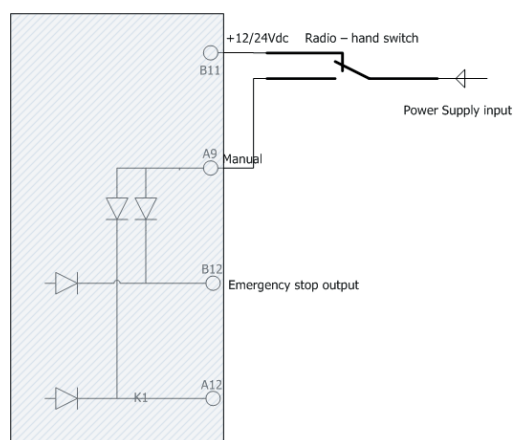 +12/24Vdc
Radio – hand switch
B11
Power Supply input
A9
Manual
B12
Emergency stop output
A12
K1